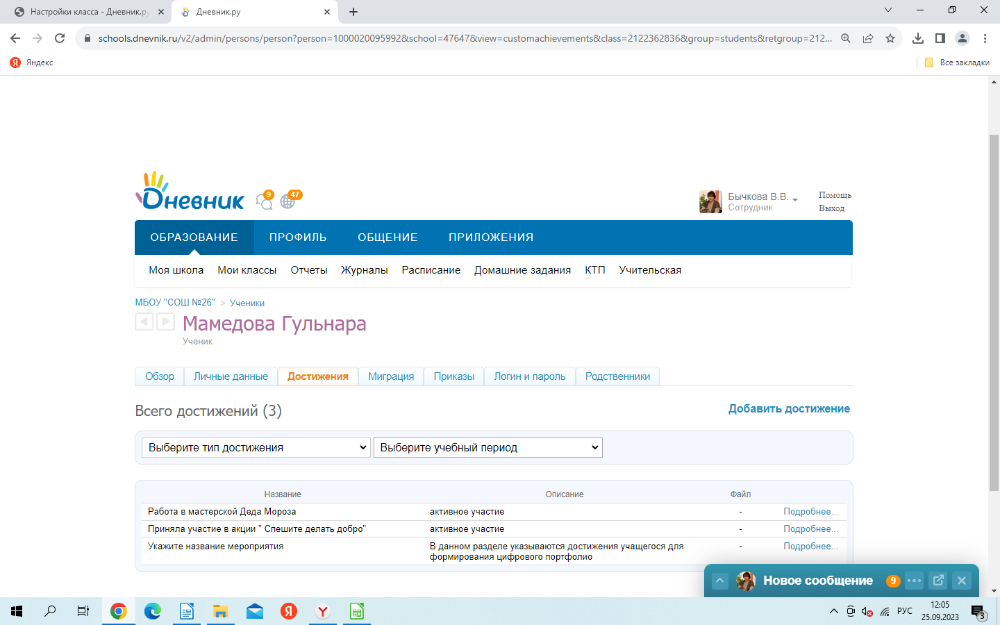 Настройки класса - Дневник.ру
Дневник.ру
schools.dnevnik.ru/v2/admin/persons/person?person=1000020095992&school=47647&view=customachievements&class=2122362836&group=students&retgroup=212...
Яндекс
Все закладки
Дневник
9
47
Бычкова В.В.
Сотрудник
Помощь
Выход
ОБРАЗОВАНИЕ ПРОФИЛЬ ОБЩЕНИЕ ПРИЛОЖЕНИЯ
Моя школа Мои классы Отчеты Журналы Расписание Домашние задания КТП Учительская
МБОУ "СОШ №26" > Ученики
Мамедова Гульнара
Ученик
Обзор Личные данные Достижения Миграция Приказы Логин и пароль Родственники
Всего достижений (3)
Добавить достижение
Выберите тип достижения Выберите учебный период
Название Описание Файл
Работа в мастерской Деда Мороза активное участие - Подробнее...
Приняла участие в акции " Спешите делать добро" активное участие - Подробнее...
Укажите название мероприятия В данном разделе указываются достижения учащегося для - Подробнее...
формирования цифрового портфолио
Новое сообщение 9
РУС
12:05
25.09.2023
3